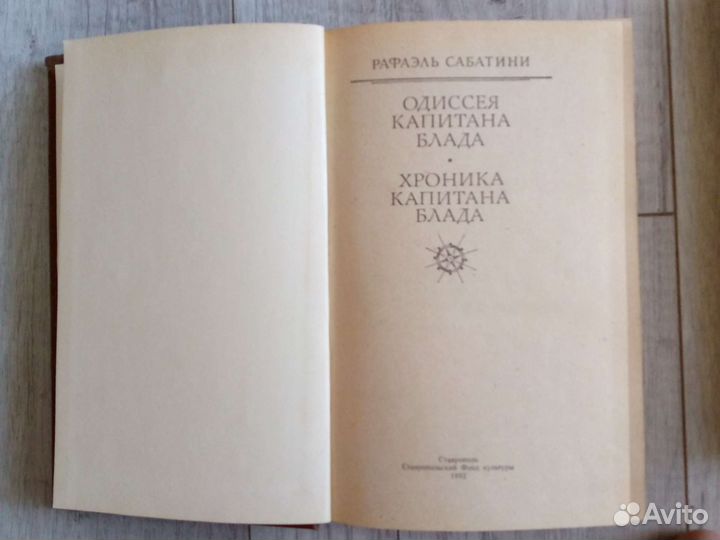 РАФАЭЛЬ САБАТИНИ
ОДИССЕЯ
КАПИТАНА
БЛАДА
ХРОНИКА
КАПИТАНА
БЛАДА
Ставрополь
Ставропольский Фонд культуры
1992
Avito